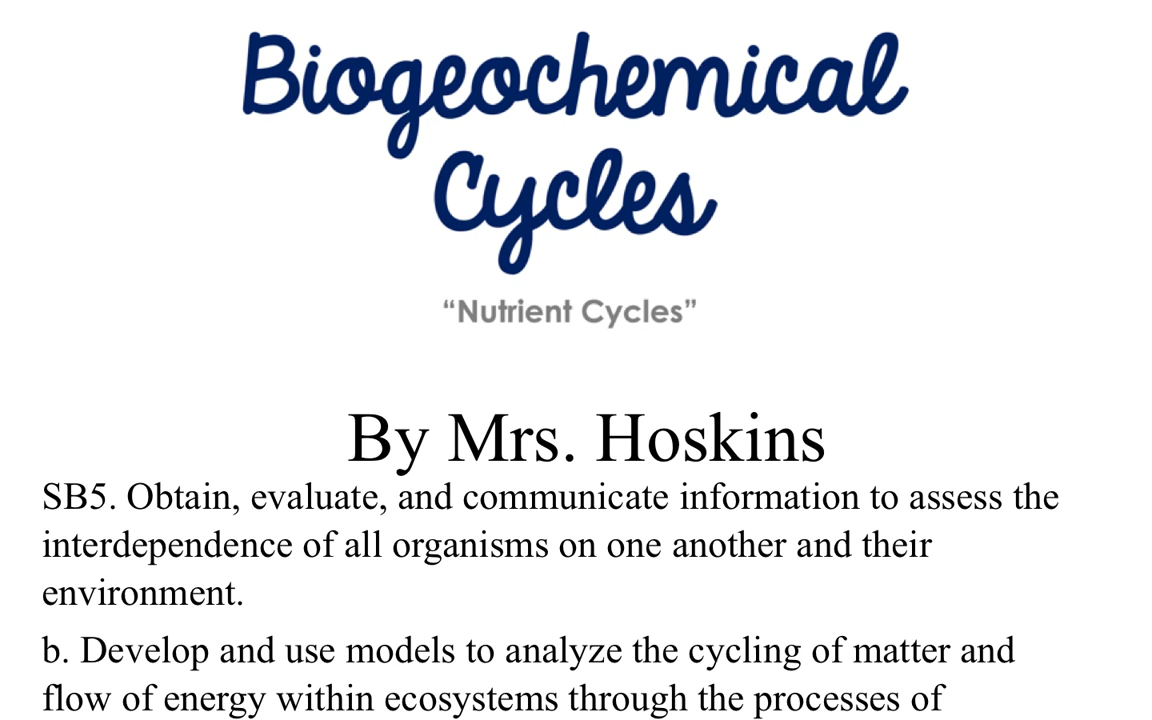 Biogeochemical
Cycles
“Nutrient Cycles”
By Mrs. Hoskins
SB5. Obtain, evaluate, and communicate information to assess the
interdependence of all organisms on one another and their
environment.
b. Develop and use models to analyze the cycling of matter and
flow of energy within ecosystems through the processes of